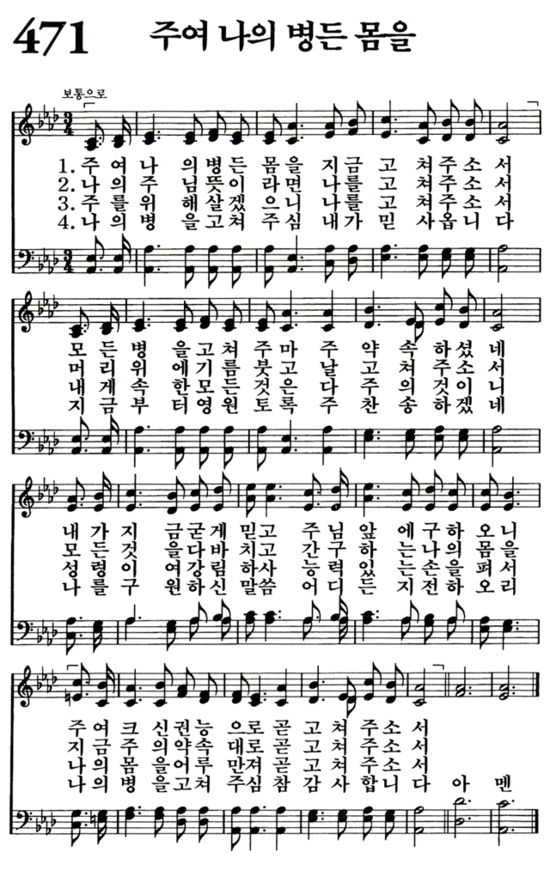 471 주여 나의 병든 몸을
보통으로
1. 주 여 나 의 병 든 몸 을 지 금 고 쳐 주 소 서
2. 나 의 주 님 뜻 이 라 면 나 를 고 쳐 주 소 서
3. 주 를 위 해 살 겠 으 니 나 를 고 쳐 주 소 서
4. 나 의 병 을 고 쳐 주 심 내 가 믿 사 옵 니 다
모 든 병 을 고 쳐 주 마 주 약 속 하 셨 네
머 리 위 에 기 름 붓 고 날 고 쳐 주 소 서
내 게 속 한 모 든 것 은 다 주 의 것 이 니
지 금 부 터 영 원 토 록 주 찬 송 하 겠 네
내 가 지 금 굳 게 믿 고 주 님 앞 에 구 하 오 니
모 든 것 을 다 바 치 고 간 구 하 는 나 의 몸 을
성 령 이 여 강 림 하 사 능 력 있 는 손 을 펴 서
나 를 구 원 하 신 말 씀 어 디 든 지 전 하 오 리
주 여 크 신 권 능 으 로 곧 고 쳐 주 소 서
지 금 주 의 약 속 대 로 곧 고 쳐 주 소 서
나 의 몸 을 어 루 만 져 곧 고 쳐 주 소 서
나 의 병 을 고 쳐 주 심 참 감 사 합 니 다 아 멘